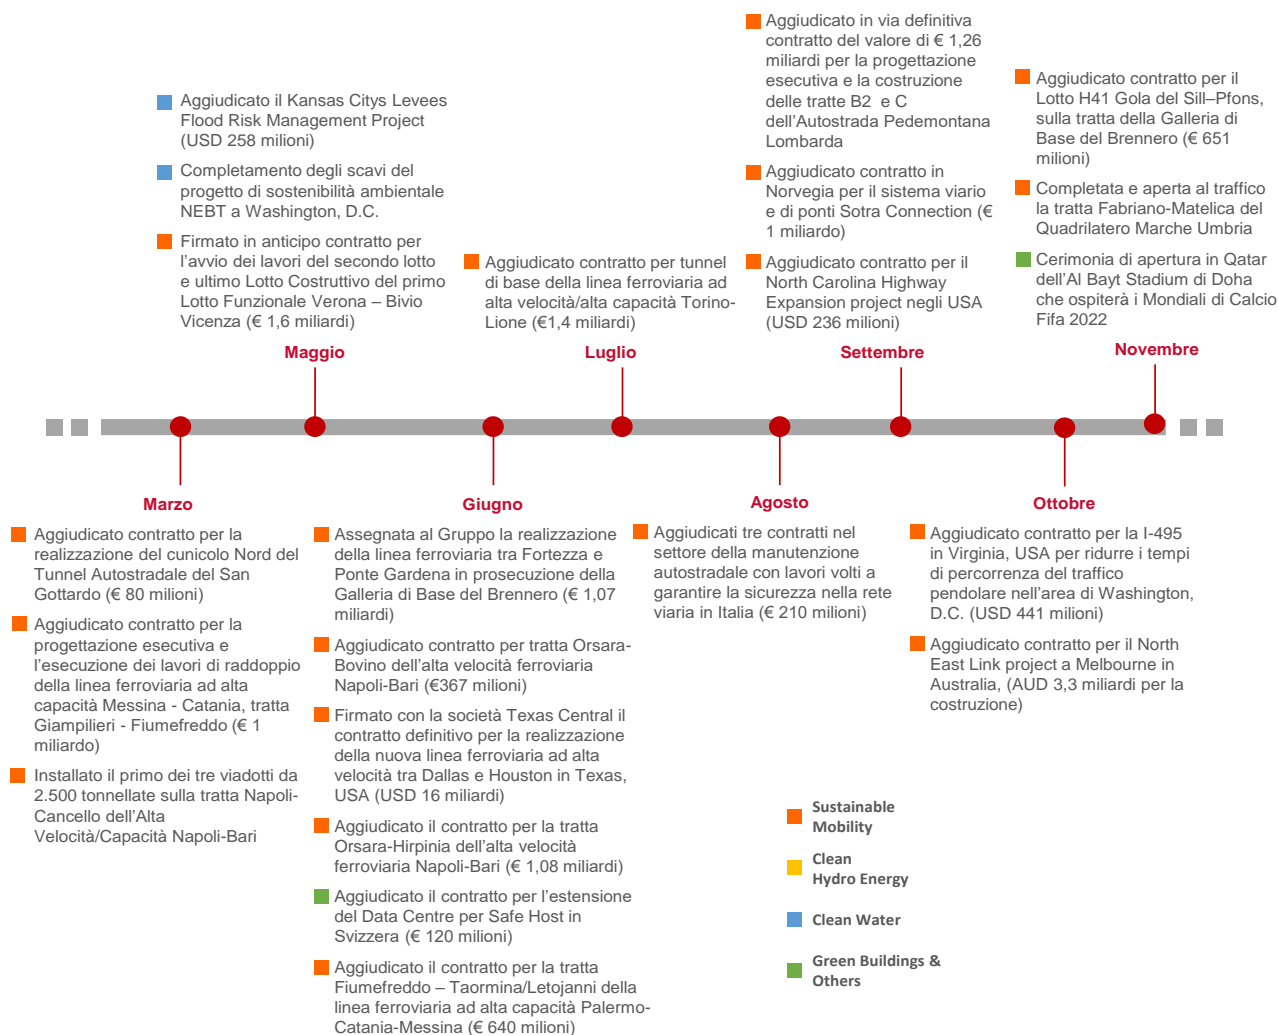 Aggiudicato il Kansas Citys Levees
Flood Risk Management Project
(USD 258 milioni)
Completamento degli scavi del
progetto di sostenibilità ambientale
NEBT a Washington, D.C.
Firmato in anticipo contratto per
l'avvio dei lavori del secondo lotto
e ultimo Lotto Costruttivo del primo
Lotto Funzionale Verona – Bivio
Vicenza (€ 1,6 miliardi)
Maggio
Aggiudicato contratto per tunnel
di base della linea ferroviaria ad
alta velocità/alta capacità Torino-
Lione (€1,4 miliardi)
Luglio
Aggiudicato in via definitiva
contratto del valore di € 1,26
miliardi per la progettazione
esecutiva e la costruzione
delle tratte B2 e C
dell'Autostrada Pedemontana
Lombarda
Aggiudicato contratto in
Norvegia per il sistema viario
e di ponti Sotra Connection (€
1 miliardo)
Aggiudicato contratto per il
North Carolina Highway
Expansion project negli USA
(USD 236 milioni)
Settembre
Aggiudicato contratto per il
Lotto H41 Gola del Sill–Pfons,
sulla tratta della Galleria di
Base del Brennero (€ 651
milioni)
Completata e aperta al traffico
la tratta Fabriano-Matelica del
Quadrilatero Marche Umbria
Cerimonia di apertura in Qatar
dell'Al Bayt Stadium di Doha
che ospiterà i Mondiali di Calcio
Fifa 2022
Novembre
Marzo
Aggiudicato contratto per la
realizzazione del cunicolo Nord del
Tunnel Autostradale del San
Gottardo (€ 80 milioni)
Aggiudicato contratto per la
progettazione esecutiva e
l'esecuzione dei lavori di raddoppio
della linea ferroviaria ad alta
capacità Messina - Catania, tratta
Giampilieri - Fiumefreddo (€ 1
miliardo)
Installato il primo dei tre viadotti da
2.500 tonnellate sulla tratta Napoli-
Cancello dell'Alta
Velocità/Capacità Napoli-Bari
Giugno
Assegnata al Gruppo la realizzazione
della linea ferroviaria tra Fortezza e
Ponte Gardena in prosecuzione della
Galleria di Base del Brennero (€ 1,07
miliardi)
Aggiudicato contratto per tratta Orsara-
Bovino dell'alta velocità ferroviaria
Napoli-Bari (€367 milioni)
Firmato con la società Texas Central il
contratto definitivo per la realizzazione
della nuova linea ferroviaria ad alta
velocità tra Dallas e Houston in Texas,
USA (USD 16 miliardi)
Aggiudicato il contratto per la tratta
Orsara-Hirpinia dell'alta velocità
ferroviaria Napoli-Bari (€ 1,08 miliardi)
Aggiudicato il contratto per l'estensione
del Data Centre per Safe Host in
Svizzera (€ 120 milioni)
Aggiudicato il contratto per la tratta
Fiumefreddo – Taormina/Letojanni della
linea ferroviaria ad alta capacità Palermo-
Catania-Messina (€ 640 milioni)
Agosto
Aggiudicati tre contratti nel
settore della manutenzione
autostradale con lavori volti a
garantire la sicurezza nella rete
viaria in Italia (€ 210 milioni)
Ottobre
Aggiudicato contratto per la I-495
in Virginia, USA per ridurre i tempi
di percorrenza del traffico
pendolare nell'area di Washington,
D.C. (USD 441 milioni)
Aggiudicato contratto per il North
East Link project a Melbourne in
Australia, (AUD 3,3 miliardi per la
costruzione)
Sustainable
Mobility
Clean
Hydro Energy
Clean Water
Green Buildings &
Others